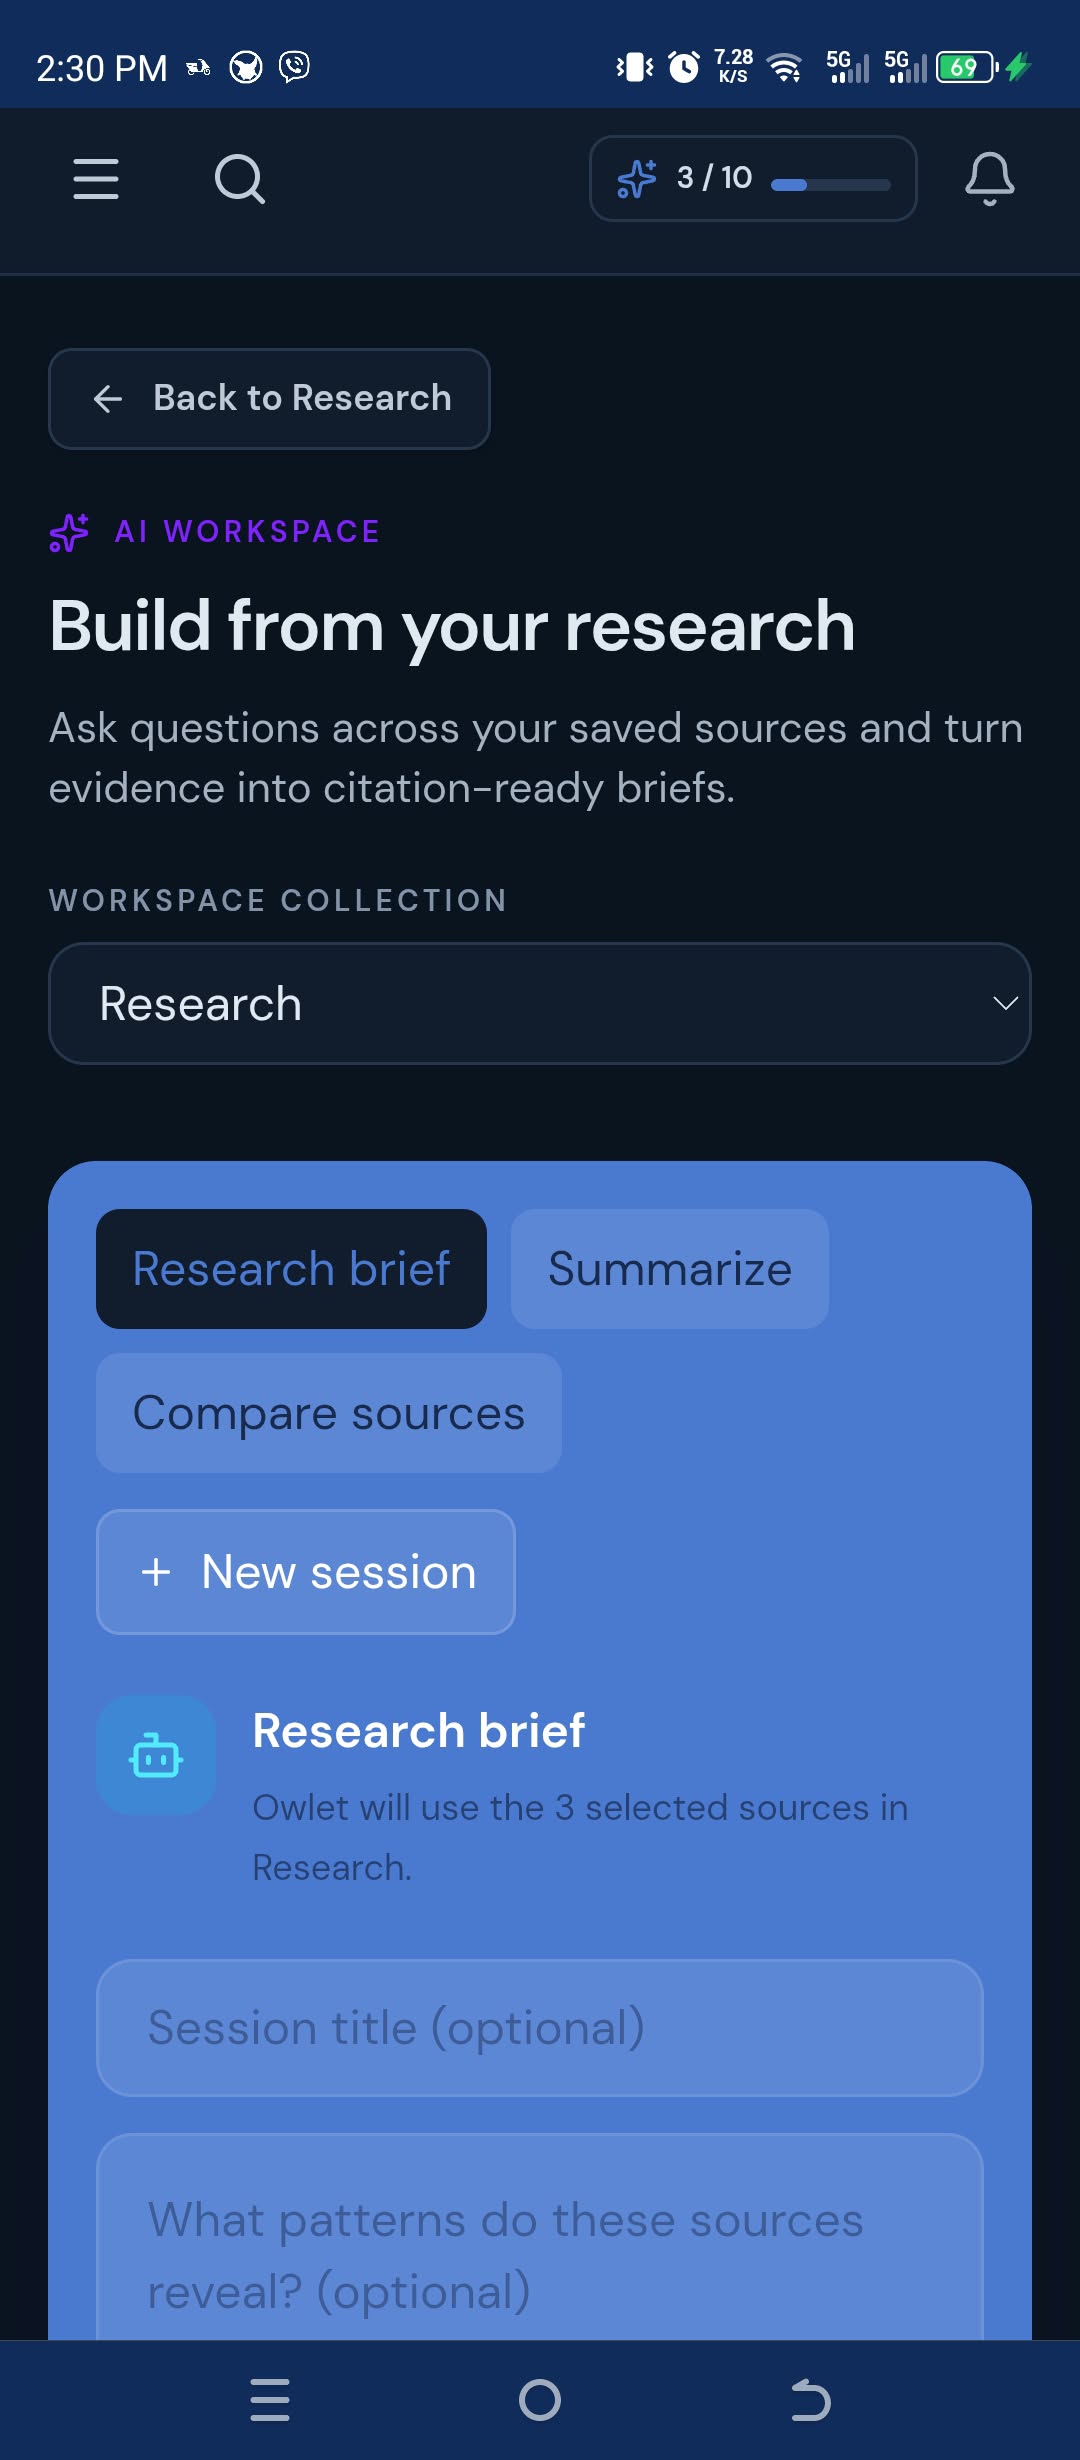 2:30 PM
7.28 K/S
5G
5G
69
3 / 10
Back to Research
AI WORKSPACE
Build from your research
Ask questions across your saved sources and turn
evidence into citation-ready briefs.
WORKSPACE COLLECTION
Research
Research brief
Summarize
Compare sources
+ New session
Research brief
Owlet will use the 3 selected sources in
Research.
Session title (optional)
What patterns do these sources
reveal? (optional)